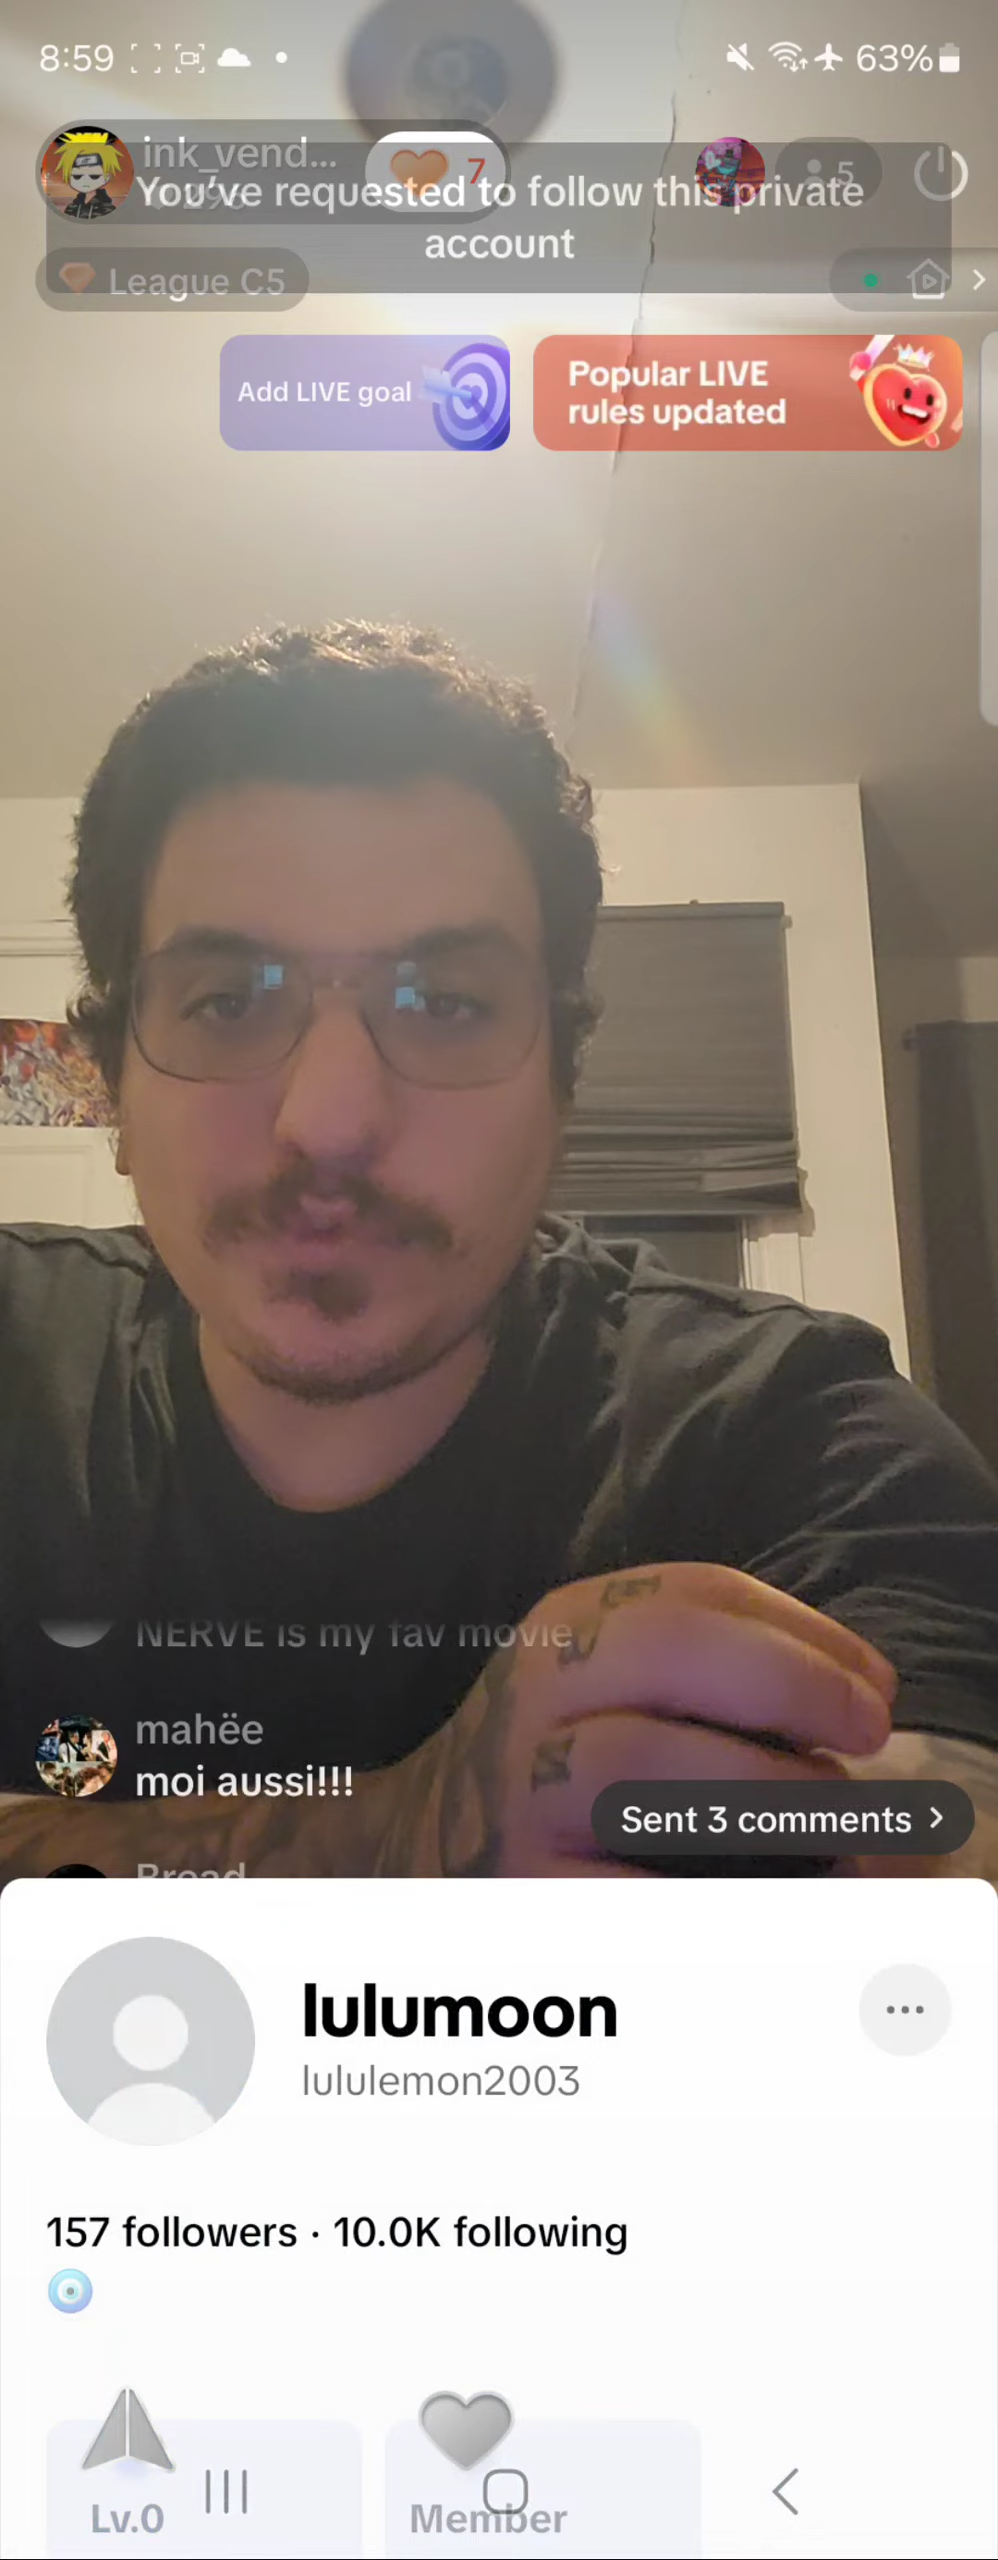 8:59
63%
ink_vend...
7
5
You've requested to follow this private
account
League C5
Add LIVE goal
Popular LIVE
rules updated
NERVE is my fav movie
mahëe
moi aussi!!!
Sent 3 comments
Bread
lulumoon
lululemon2003
157 followers · 10.0K following
Lv.0
Member